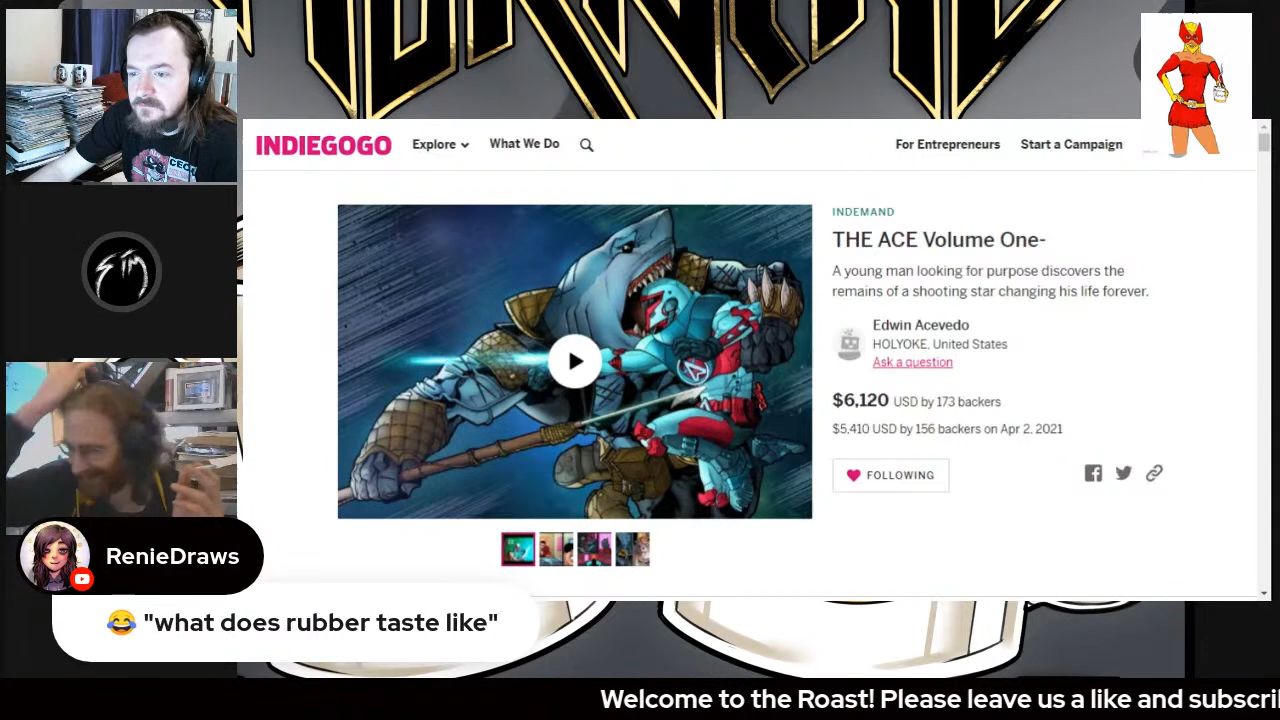 INDIEGOGO
Explore
What We Do
For Entrepreneurs
Start a Campaign
INDEMAND
THE ACE Volume One-
A young man looking for purpose discovers the
remains of a shooting star changing his life forever.
Edwin Acevedo
HOLYOKE, United States
Ask a question
$6,120 USD by 173 backers
$5,410 USD by 156 backers on Apr 2, 2021
FOLLOWING
RenieDraws
😂 "what does rubber taste like"
Welcome to the Roast! Please leave us a like and subscri